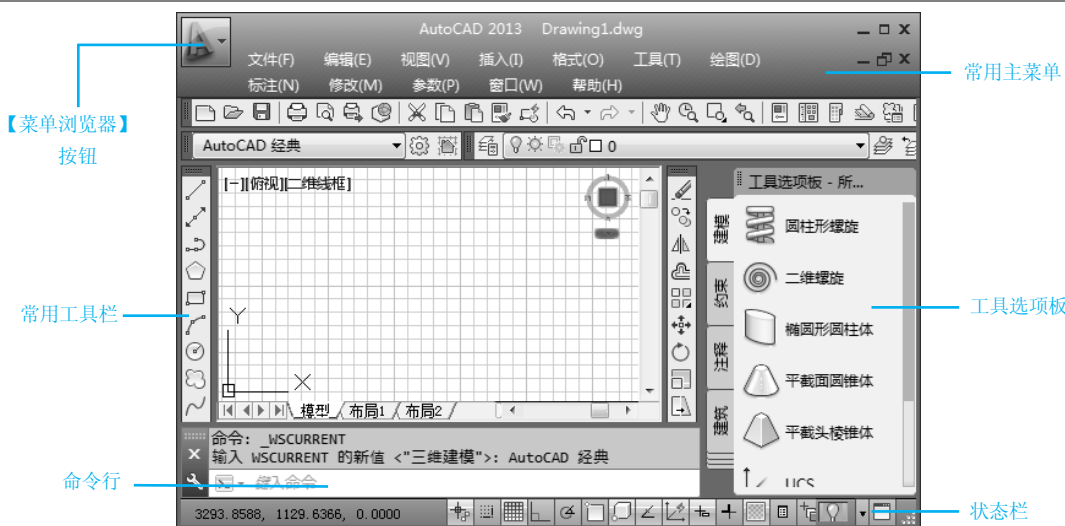 AutoCAD 2013 Drawing1.dwg
文件(F) 编辑(E) 视图(V) 插入(I) 格式(O) 工具(T) 绘图(D)
标注(N) 修改(M) 参数(P) 窗口(W) 帮助(H)
常用主菜单
【菜单浏览器】
按钮
AutoCAD 经典
0
[-][俯视][二维线框]
工具选项板 - 所...
建模
约束
注释
建筑
圆柱形螺旋
二维螺旋
椭圆形圆柱体
平截面圆锥体
平截头棱锥体
UCS
常用工具栏
工具选项板
Y
X
模型 布局1 布局2
命令: _WSCURRENT
输入 WSCURRENT 的新值 <"三维建模">: AutoCAD 经典
键入命令
命令行
3293.8588, 1129.6366, 0.0000
状态栏